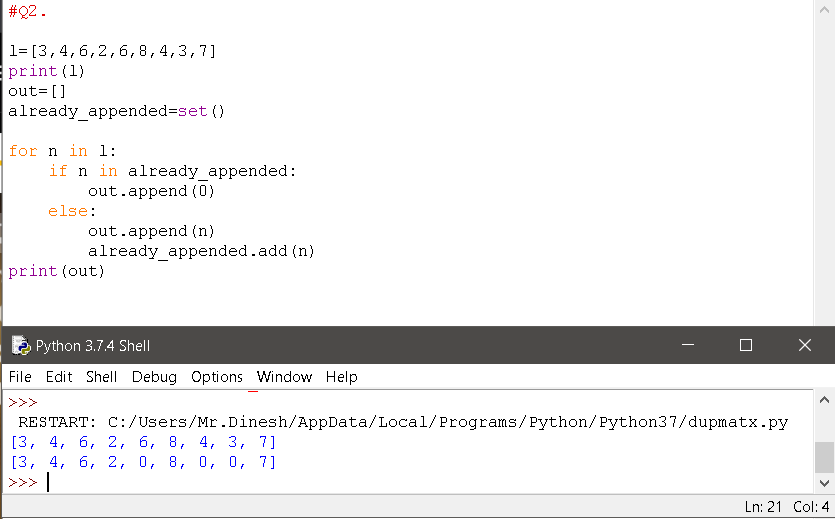 #Q2.

l=[3,4,6,2,6,8,4,3,7]
print(l)
out=[]
already_appended=set()

for n in l:
    if n in already_appended:
        out.append(0)
    else:
        out.append(n)
        already_appended.add(n)
print(out)

Python 3.7.4 Shell
File Edit Shell Debug Options Window Help
>>>
 RESTART: C:/Users/Mr.Dinesh/AppData/Local/Programs/Python/Python37/dupmatx.py
[3, 4, 6, 2, 6, 8, 4, 3, 7]
[3, 4, 6, 2, 0, 8, 0, 0, 7]
>>>
Ln: 21 Col: 4